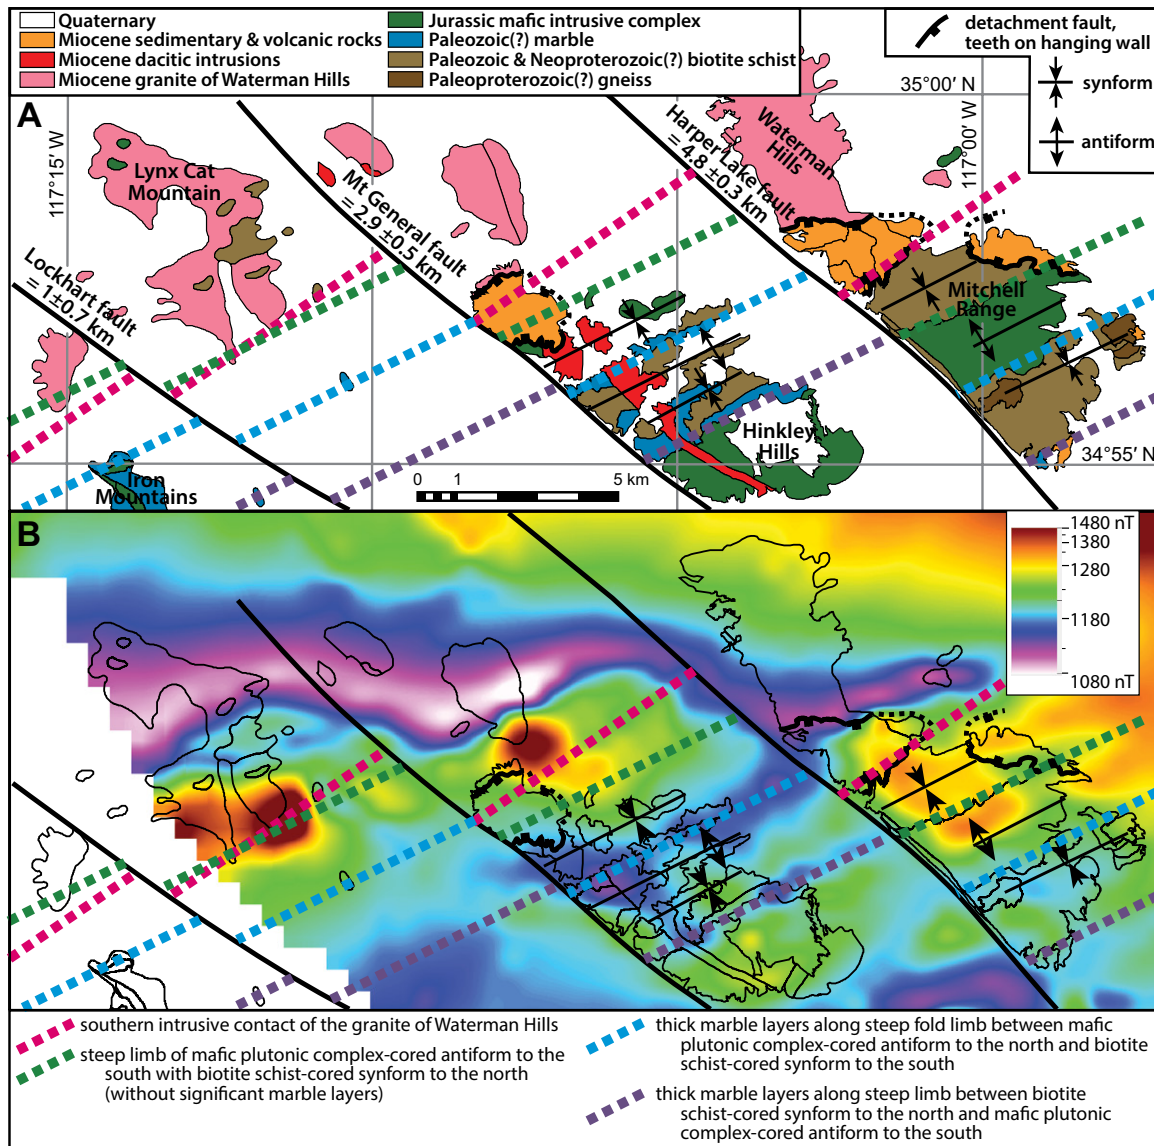 Quaternary
Miocene sedimentary & volcanic rocks
Miocene dacitic intrusions
Miocene granite of Waterman Hills
Jurassic mafic intrusive complex
Paleozoic(?) marble
Paleozoic & Neoproterozoic(?) biotite schist
Paleoproterozoic(?) gneiss
detachment fault,
teeth on hanging wall
synform
antiform
A
35°00′ N
117°15′ W
117°00′ W
Lynx Cat
Mountain
Waterman
Hills
Harper Lake fault
= 4.8 ±0.3 km
Mt General fault
= 2.9 ±0.5 km
Lockhart fault
= 1±0.7 km
Mitchell
Range
Hinkley
Hills
Iron
Mountains
34°55′ N
0 1 5 km
B
1480 nT
1380
1280
1180
1080 nT
southern intrusive contact of the granite of Waterman Hills
steep limb of mafic plutonic complex-cored antiform to the
south with biotite schist-cored synform to the north
(without significant marble layers)
thick marble layers along steep fold limb between mafic
plutonic complex-cored antiform to the north and biotite
schist-cored synform to the south
thick marble layers along steep limb between biotite
schist-cored synform to the north and mafic plutonic
complex-cored antiform to the south